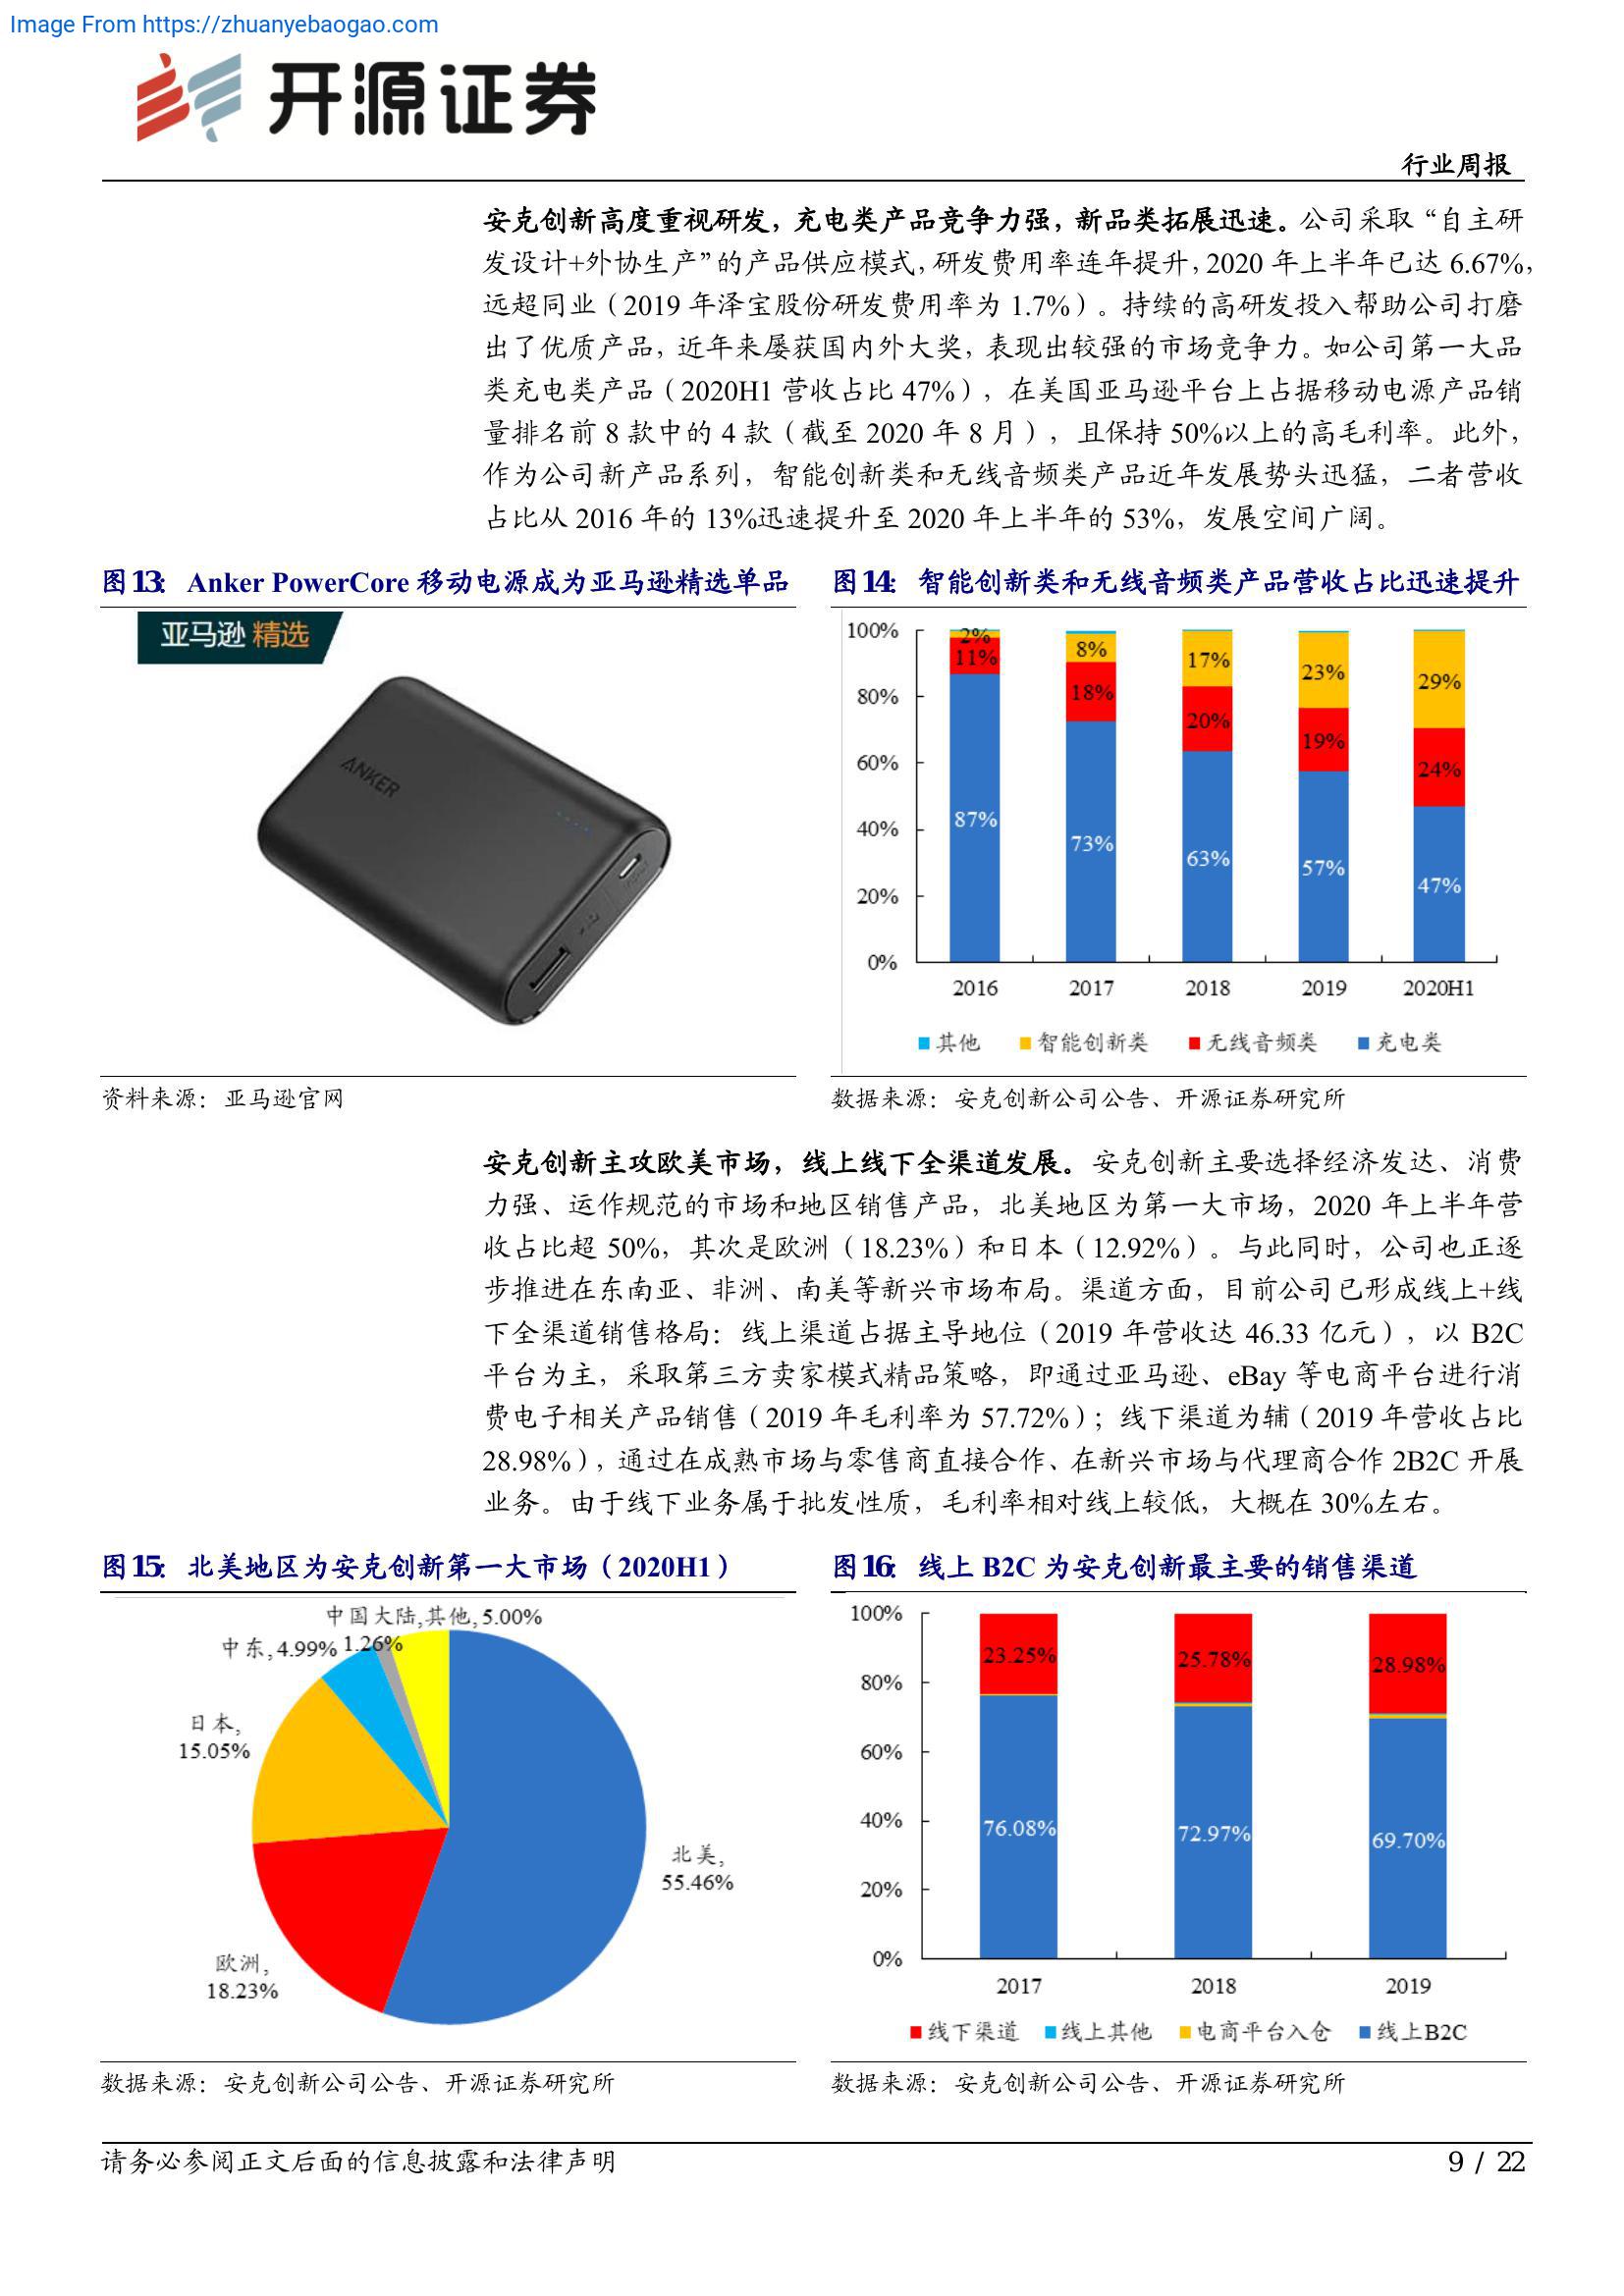 Image From https://zhuanyebaogao.com
开源证券
行业周报
安克创新高度重视研发，充电类产品竞争力强，新品类拓展迅速。公司采取“自主研
发设计+外协生产”的产品供应模式，研发费用率连年提升，2020 年上半年已达 6.67%，
远超同业（2019 年泽宝股份研发费用率为 1.7%）。持续的高研发投入帮助公司打磨
出了优质产品，近年来屡获国内外大奖，表现出较强的市场竞争力。如公司第一大品
类充电类产品（2020H1 营收占比 47%），在美国亚马逊平台上占据移动电源产品销
量排名前 8 款中的 4 款（截至 2020 年 8 月），且保持 50%以上的高毛利率。此外，
作为公司新产品系列，智能创新类和无线音频类产品近年发展势头迅猛，二者营收
占比从 2016 年的 13%迅速提升至 2020 年上半年的 53%，发展空间广阔。
图13： Anker PowerCore 移动电源成为亚马逊精选单品
亚马逊 精选
ANKER
资料来源：亚马逊官网
图14： 智能创新类和无线音频类产品营收占比迅速提升
100%
80%
60%
40%
20%
0%
2% 8% 17% 23% 29%
11% 18% 20% 19% 24%
87% 73% 63% 57% 47%
2016 2017 2018 2019 2020H1
其他 智能创新类 无线音频类 充电类
数据来源：安克创新公司公告、开源证券研究所
安克创新主攻欧美市场，线上线下全渠道发展。安克创新主要选择经济发达、消费
力强、运作规范的市场和地区销售产品，北美地区为第一大市场，2020 年上半年营
收占比超 50%，其次是欧洲（18.23%）和日本（12.92%）。与此同时，公司也正逐
步推进在东南亚、非洲、南美等新兴市场布局。渠道方面，目前公司已形成线上+线
下全渠道销售格局：线上渠道占据主导地位（2019 年营收达 46.33 亿元），以 B2C
平台为主，采取第三方卖家模式精品策略，即通过亚马逊、eBay 等电商平台进行消
费电子相关产品销售（2019 年毛利率为 57.72%）；线下渠道为辅（2019 年营收占比
28.98%），通过在成熟市场与零售商直接合作、在新兴市场与代理商合作 2B2C 开展
业务。由于线下业务属于批发性质，毛利率相对线上较低，大概在 30%左右。
图15： 北美地区为安克创新第一大市场（2020H1）
中国大陆,
1.26%
其他, 5.00%
中东, 4.99%
日本,
15.05%
北美,
55.46%
欧洲,
18.23%
数据来源：安克创新公司公告、开源证券研究所
图16： 线上 B2C 为安克创新最主要的销售渠道
100%
80%
60%
40%
20%
0%
23.25% 25.78% 28.98%
76.08% 72.97% 69.70%
2017 2018 2019
线下渠道 线上其他 电商平台入仓 线上B2C
数据来源：安克创新公司公告、开源证券研究所
请务必参阅正文后面的信息披露和法律声明
9 / 22